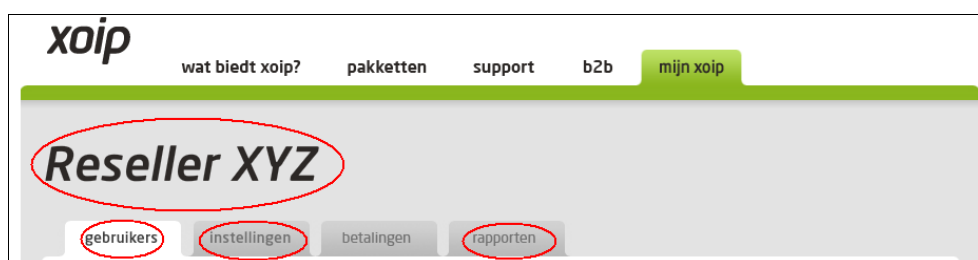 xoip
wat biedt xoip? pakketten support b2b mijn xoip
Reseller XYZ
gebruikers instellingen betalingen rapporten